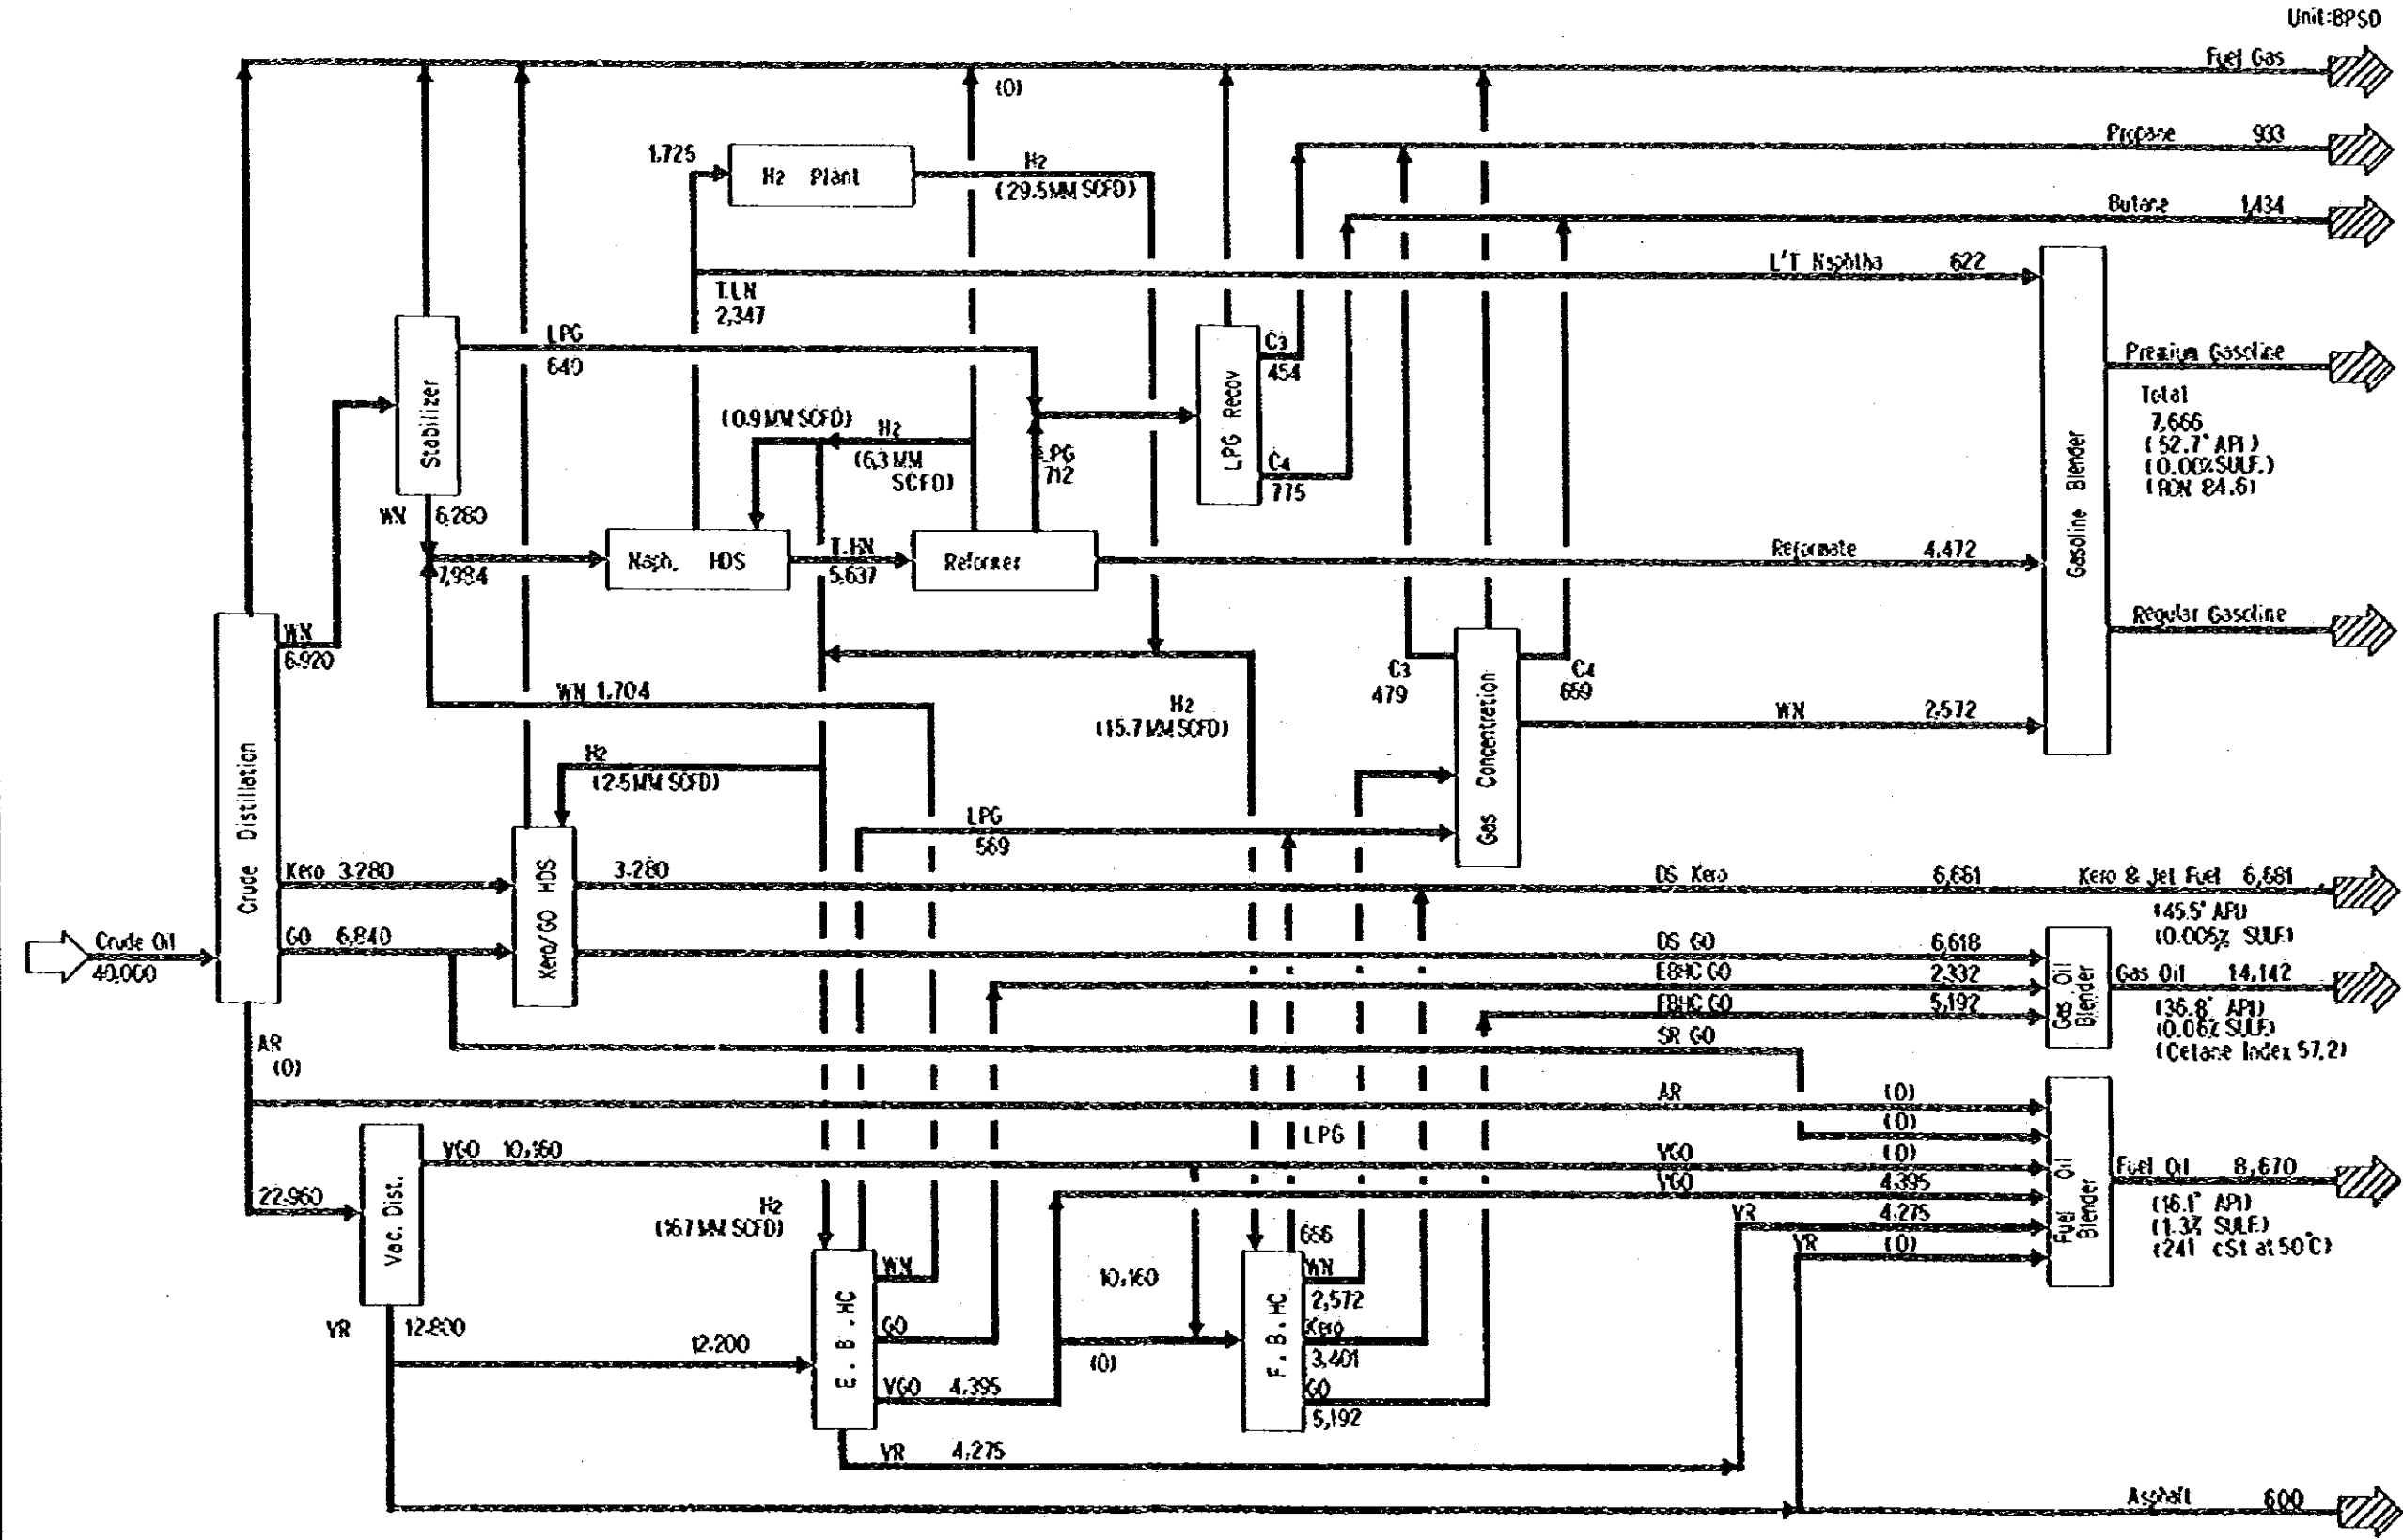 Unit:BPSD
Fuel Gas
(0)
Propane 933
1,725
H2 Plant
H2
(29.5MM SCFD)
Butane 1,434
L'T Naphtha 622
T.LN
2,347
LPG
640
Stabilizer
C3
454
LPG Recov
C4
775
Premium Gasoline
Total
7,666
(52.7° API)
(0.00% SULF.)
(RON 84.6)
(0.9MM SCFD)
H2
(6.3 MM
SCFD)
LPG
712
WN 6,280
7,984
Naph. HDS
T.HN
5,637
Reformer
Reformate 4,472
Gasoline Blender
Regular Gasoline
WN
6,920
WN 1,704
C3
479
C4
659
H2
(15.7MM SCFD)
Gas Concentration
WN 2,572
H2
(2.5MM SCFD)
Crude Distillation
LPG
569
Kero 3,280
Kero/GO HDS
3,280
DS Kero 6,681
Kero & Jet Fuel 6,681
(45.5° API)
(0.005% SULF.)
Crude Oil
40,000
GO 6,840
DS GO 6,618
EBHC GO 2,332
FBHC GO 5,192
SR GO
Gas Oil
Blender
Gas Oil 14,142
(36.8° API)
(0.06% SULF.)
(Cetane Index 57.2)
AR
(0)
AR (0)
(0)
VGO 10,160
LPG
VGO (0)
VGO 4,395
VR 4,275
VR (0)
Fuel Oil
Blender
Fuel Oil 8,670
(16.1° API)
(1.3% SULF.)
(241 cSt at 50°C)
22,960
Vac. Dist.
H2
(16.7MM SCFD)
VR 12,800
12,200
E.B.HC
WN
GO
VGO 4,395
VR 4,275
10,160
(0)
F.B.HC
666
WN
2,572
Kero
3,401
GO
5,192
Asphalt 600